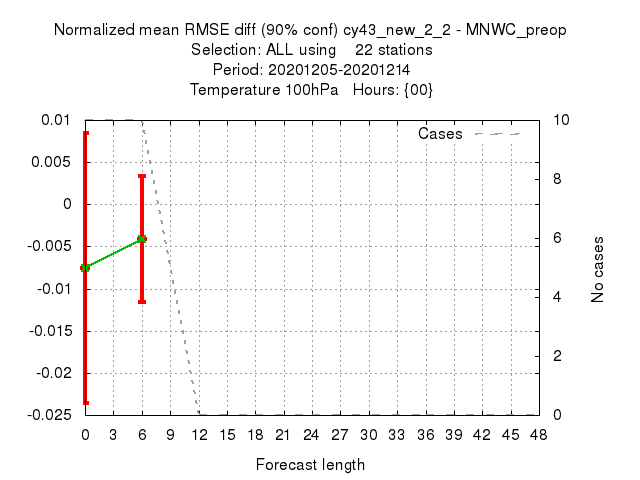 Normalized mean RMSE diff (90% conf) cy43_new_2_2 - MNWC_preop
Selection: ALL using 22 stations
Period: 20201205-20201214
Temperature 100hPa Hours: {00}
0.01
0.005
0
-0.005
-0.01
-0.015
-0.02
-0.025
Cases
10
8
6
4
2
0
No cases
0 3 6 9 12 15 18 21 24 27 30 33 36 39 42 45 48
Forecast length